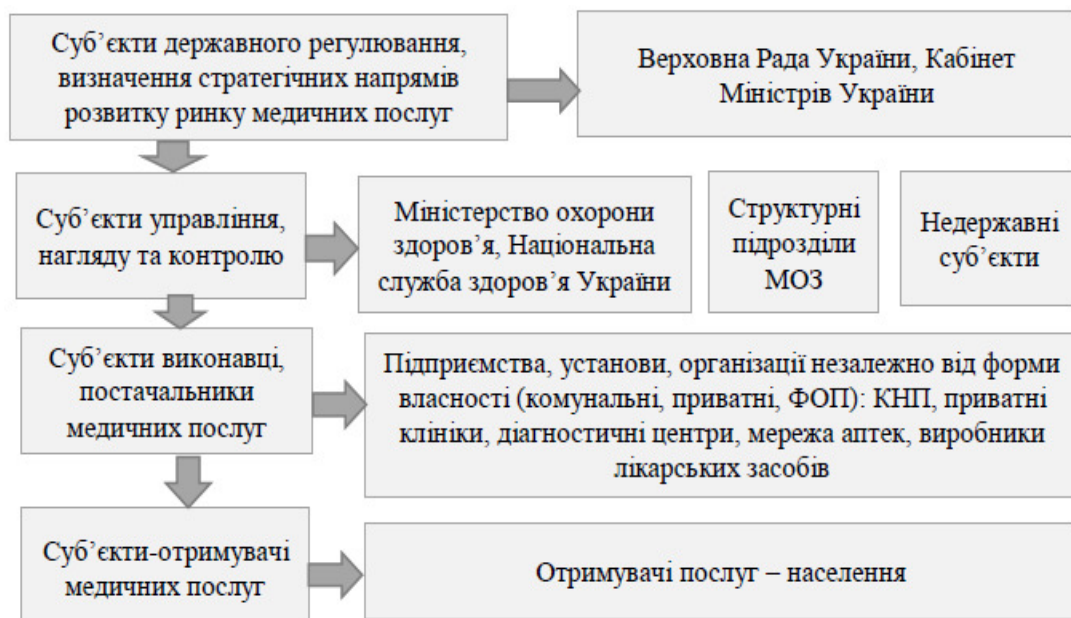 Суб’єкти державного регулювання,
визначення стратегічних напрямів
розвитку ринку медичних послуг
Верховна Рада України, Кабінет
Міністрів України
Суб’єкти управління,
нагляду та контролю
Міністерство охорони
здоров’я, Національна
служба здоров’я України
Структурні
підрозділи
МОЗ
Недержавні
суб’єкти
Суб’єкти виконавці,
постачальники
медичних послуг
Підприємства, установи, організації незалежно від форми
власності (комунальні, приватні, ФОП): КНП, приватні
клініки, діагностичні центри, мережа аптек, виробники
лікарських засобів
Суб’єкти-отримувачі
медичних послуг
Отримувачі послуг – населення